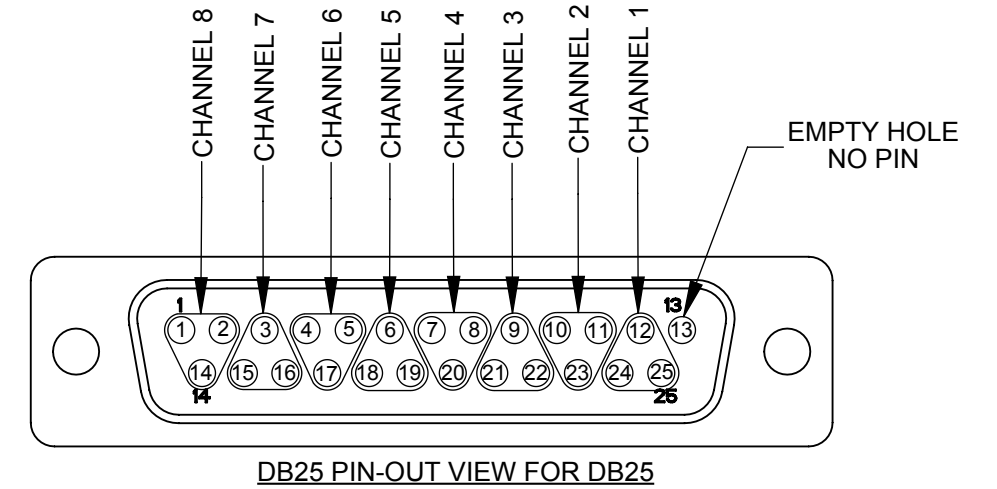 CHANNEL 8
CHANNEL 7
CHANNEL 6
CHANNEL 5
CHANNEL 4
CHANNEL 3
CHANNEL 2
CHANNEL 1
EMPTY HOLE
NO PIN
1 13
1 2 3 4 5 6 7 8 9 10 11 12 13
14 15 16 17 18 19 20 21 22 23 24 25
14 25
DB25 PIN-OUT VIEW FOR DB25